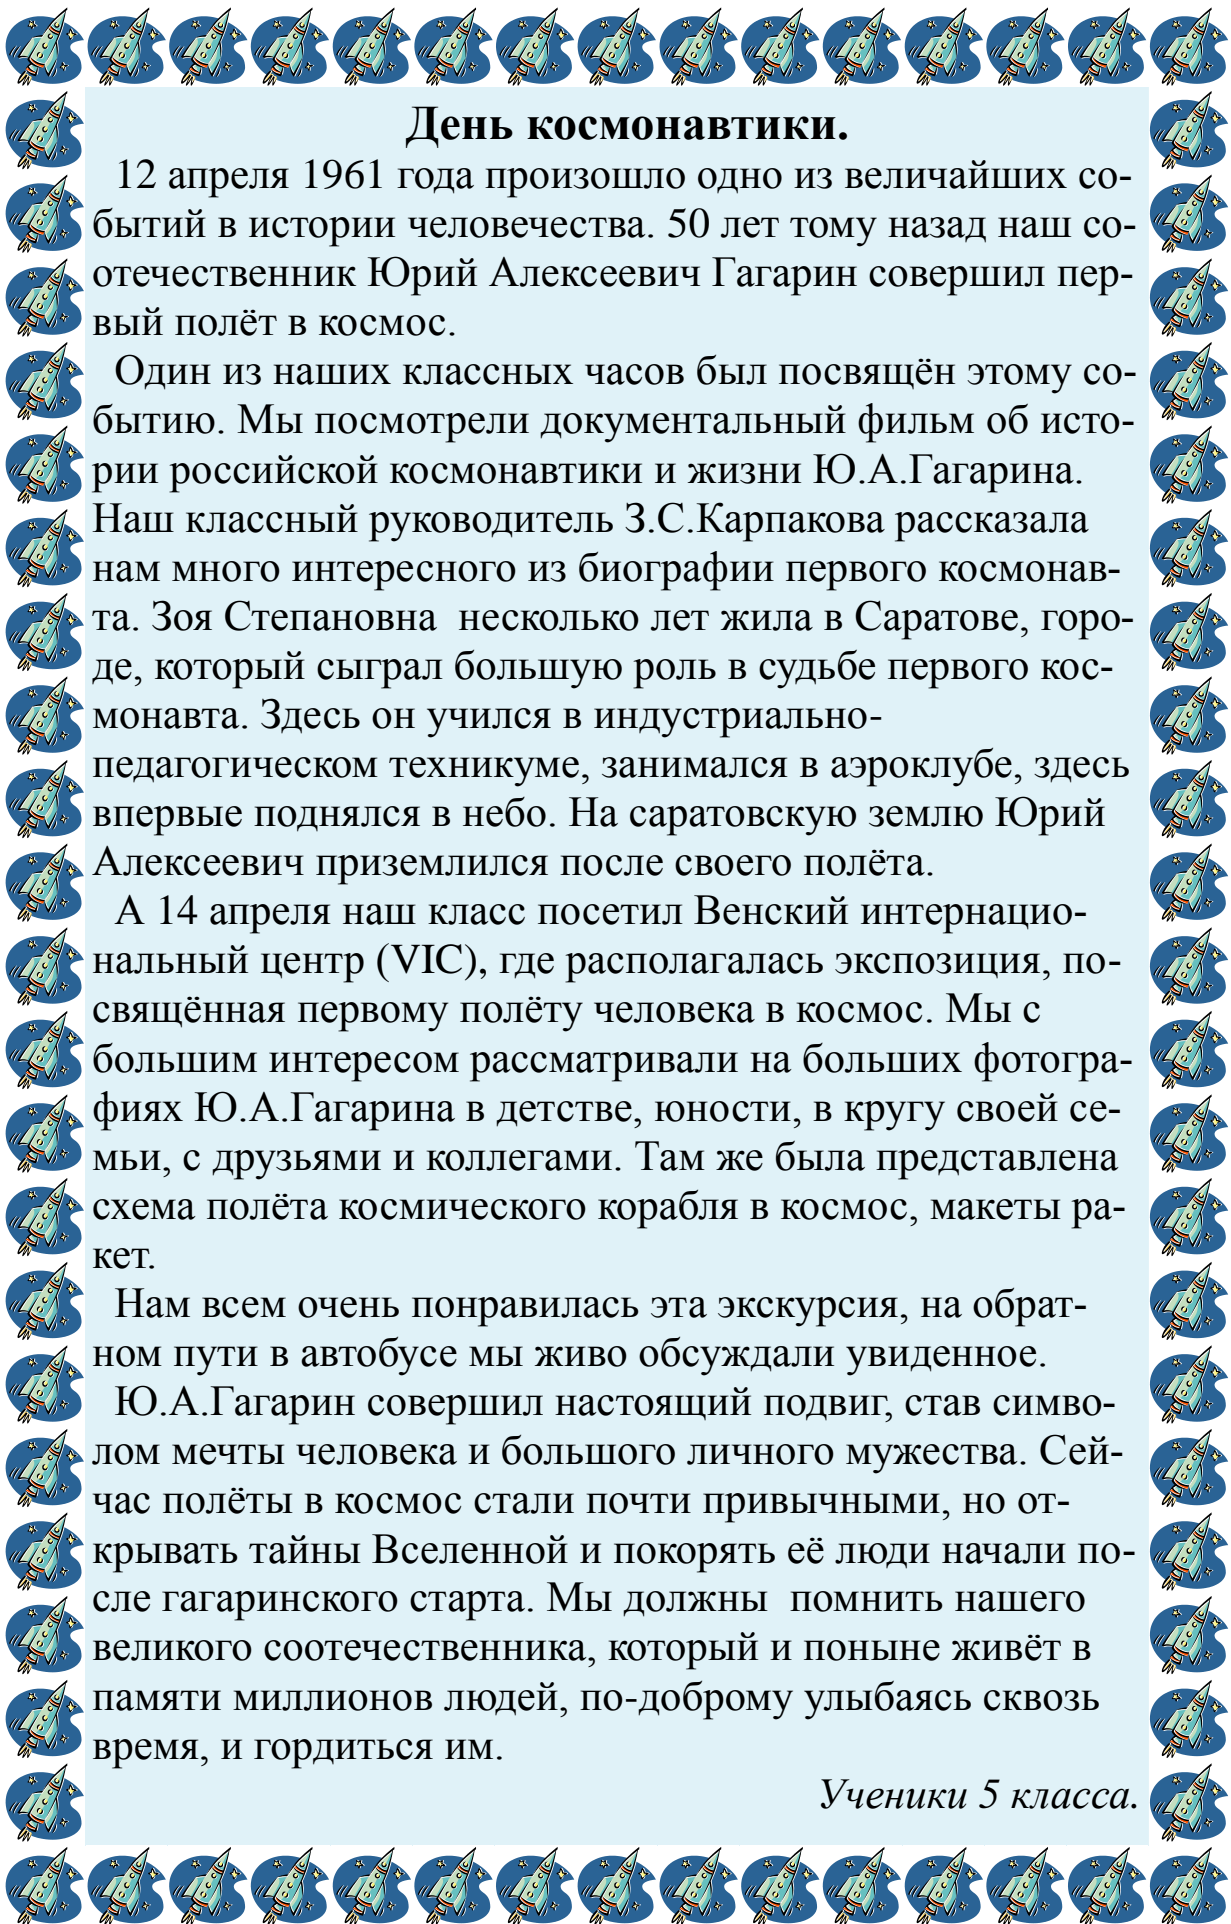 День космонавтики.
12 апреля 1961 года произошло одно из величайших со-
бытий в истории человечества. 50 лет тому назад наш со-
отечественник Юрий Алексеевич Гагарин совершил пер-
вый полёт в космос.
Один из наших классных часов был посвящён этому со-
бытию. Мы посмотрели документальный фильм об исто-
рии российской космонавтики и жизни Ю.А.Гагарина.
Наш классный руководитель З.С.Карпакова рассказала
нам много интересного из биографии первого космонав-
та. Зоя Степановна  несколько лет жила в Саратове, горо-
де, который сыграл большую роль в судьбе первого кос-
монавта. Здесь он учился в индустриально-
педагогическом техникуме, занимался в аэроклубе, здесь
впервые поднялся в небо. На саратовскую землю Юрий
Алексеевич приземлился после своего полёта.
А 14 апреля наш класс посетил Венский интернацио-
нальный центр (VIC), где располагалась экспозиция, по-
свящённая первому полёту человека в космос. Мы с
большим интересом рассматривали на больших фотогра-
фиях Ю.А.Гагарина в детстве, юности, в кругу своей се-
мьи, с друзьями и коллегами. Там же была представлена
схема полёта космического корабля в космос, макеты ра-
кет.
Нам всем очень понравилась эта экскурсия, на обрат-
ном пути в автобусе мы живо обсуждали увиденное.
Ю.А.Гагарин совершил настоящий подвиг, став симво-
лом мечты человека и большого личного мужества. Сей-
час полёты в космос стали почти привычными, но от-
крывать тайны Вселенной и покорять её люди начали по-
сле гагаринского старта. Мы должны  помнить нашего
великого соотечественника, который и поныне живёт в
памяти миллионов людей, по-доброму улыбаясь сквозь
время, и гордиться им.
Ученики 5 класса.